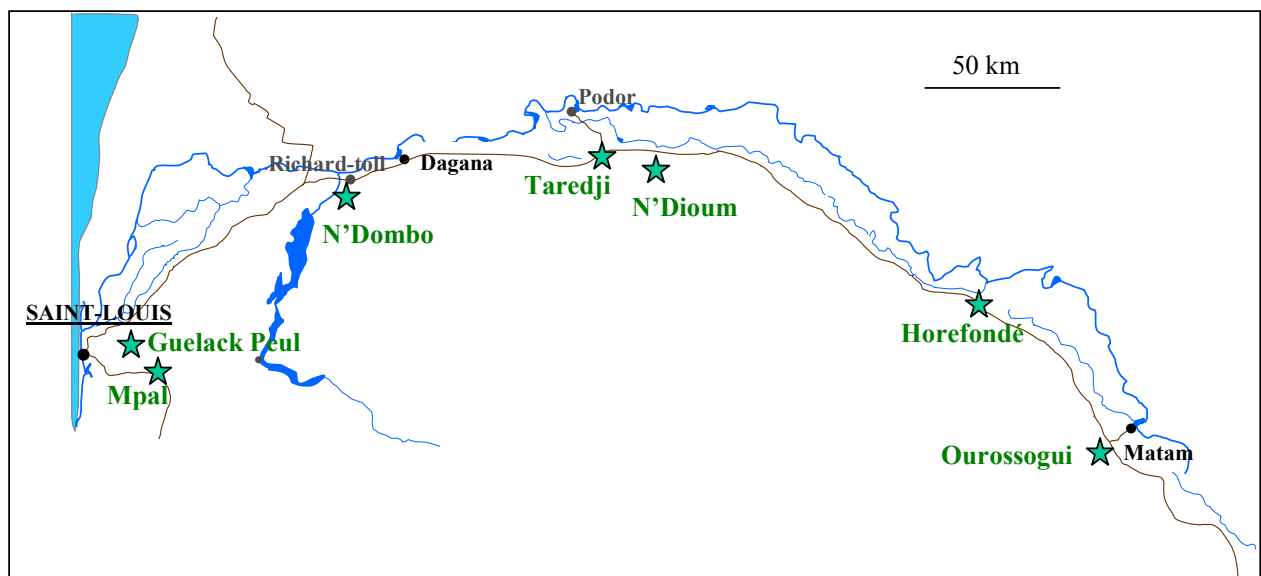 50 km
Podor
Richard-toll
Dagana
Taredji
N’Dioum
N’Dombo
SAINT-LOUIS
Guelack Peul
Horefondé
Mpal
Ourossogui
Matam